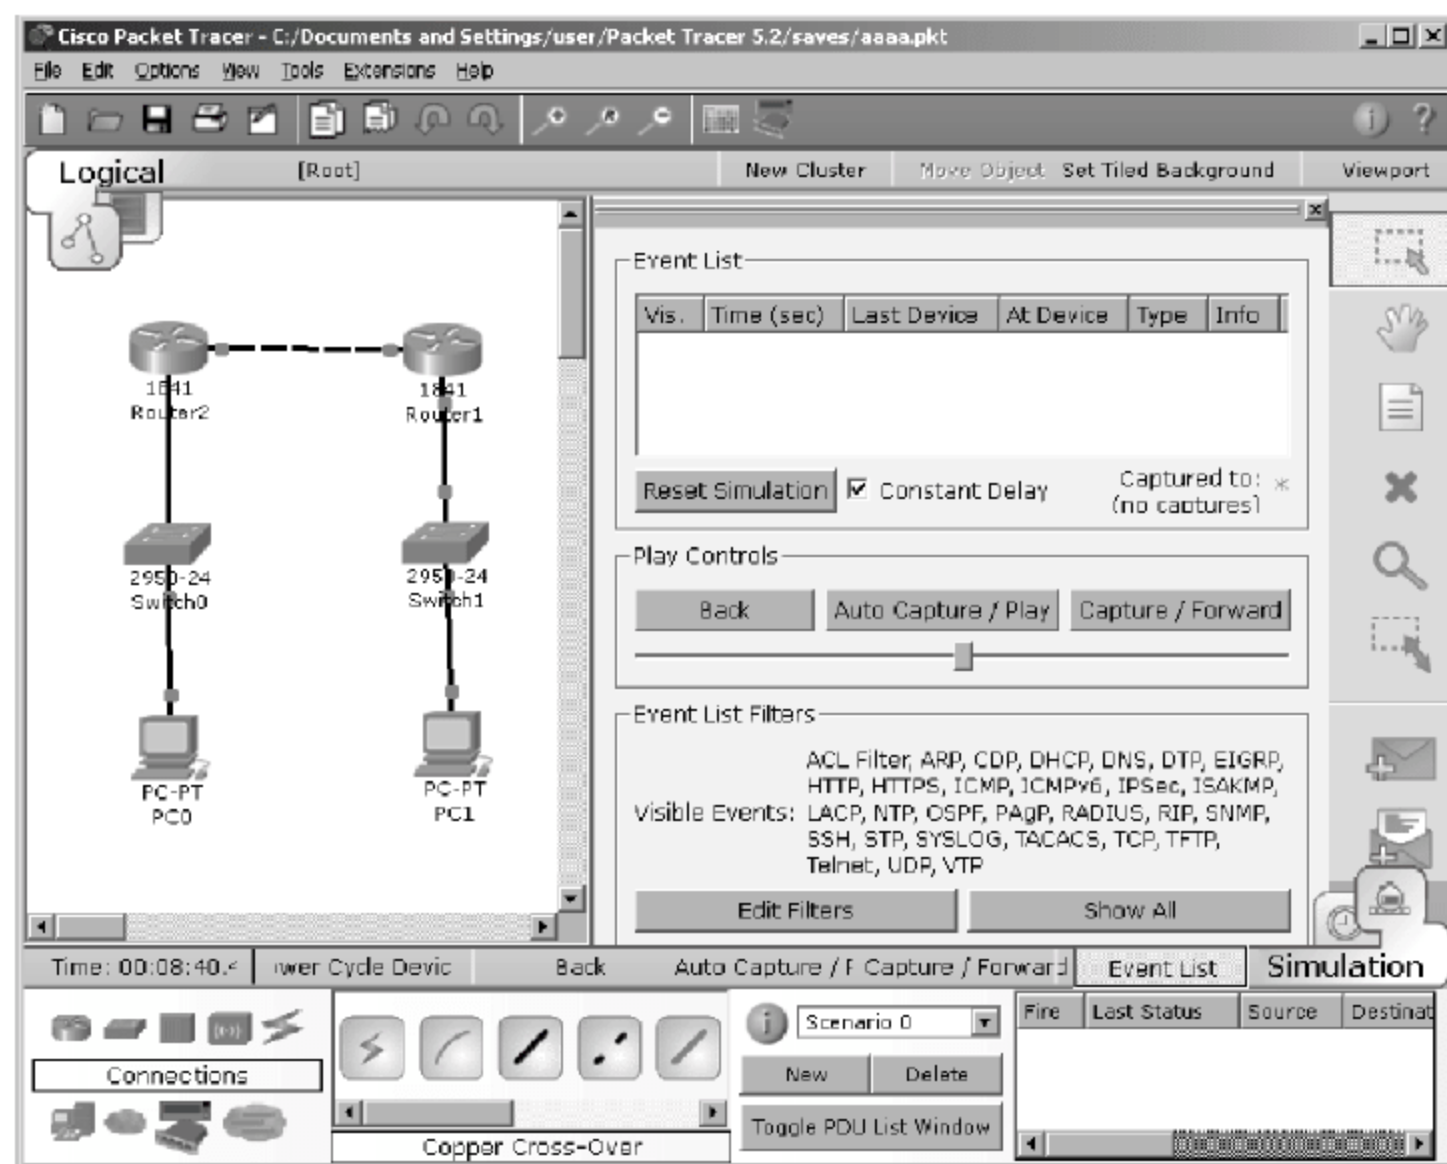 Cisco Packet Tracer - C:/Documents and Settings/user/Packet Tracer 5.2/saves/aaaa.pkt
File Edit Options View Tools Extensions Help
Logical [Root] New Cluster Move Object Set Tiled Background Viewport
Event List
Vis. Time (sec) Last Device At Device Type Info
1841
Router2
1841
Router1
Reset Simulation Constant Delay Captured to: *
(no captures)
Play Controls
Back Auto Capture / Play Capture / Forward
2950-24
Switch0
2950-24
Switch1
Event List Filters
Visible Events:
ACL Filter, ARP, CDP, DHCP, DNS, DTP, EIGRP,
HTTP, HTTPS, ICMP, ICMPv6, IPSec, ISAKMP,
LACP, NTP, OSPF, PAgP, RADIUS, RIP, SNMP,
SSH, STP, SYSLOG, TACACS, TCP, TFTP,
Telnet, UDP, VTP
PC-PT
PC0
PC-PT
PC1
Edit Filters Show All
Time: 00:08:40. ower Cycle Devic Back Auto Capture / F Capture / Forward Event List Simulation
Connections
Copper Cross-Over
i Scenario 0
New Delete
Toggle PDU List Window
Fire Last Status Source Destinat